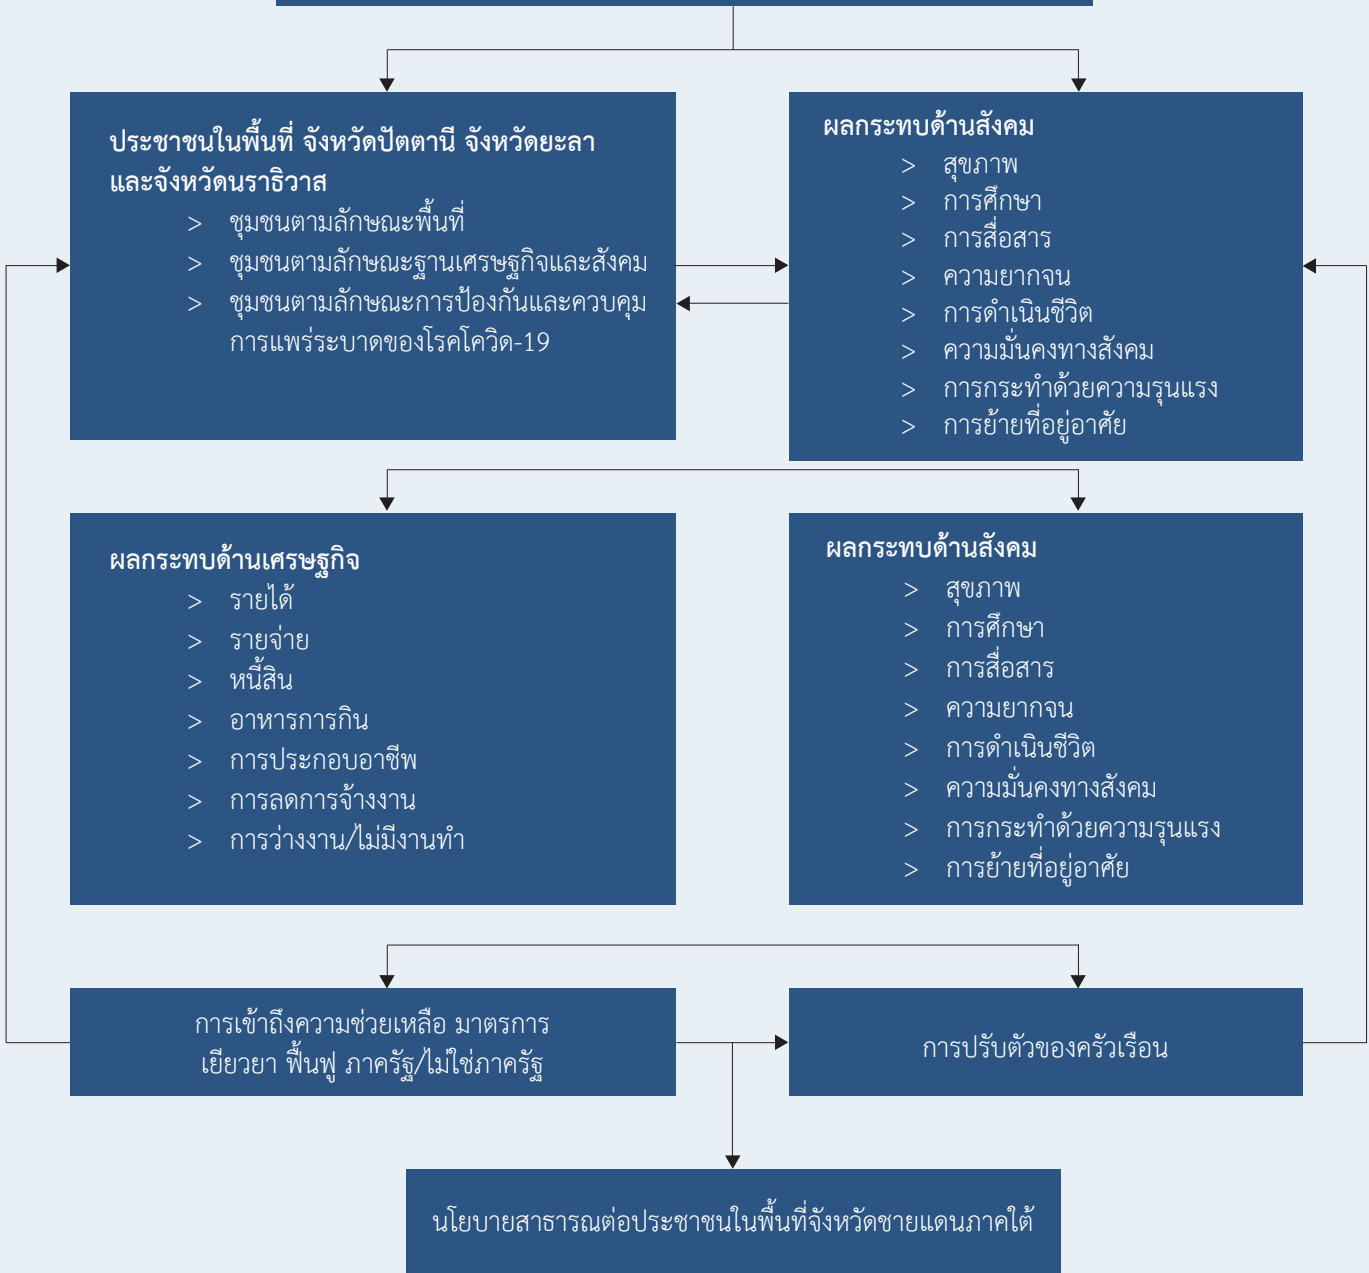 ประชาชนในพื้นที่ จังหวัดปัตตานี จังหวัดยะลา
และจังหวัดนราธิวาส
> ชุมชนตามลักษณะพื้นที่
> ชุมชนตามลักษณะฐานเศรษฐกิจและสังคม
> ชุมชนตามลักษณะการป้องกันและควบคุม
การแพร่ระบาดของโรคโควิด-19
ผลกระทบด้านสังคม
> สุขภาพ
> การศึกษา
> การสื่อสาร
> ความยากจน
> การดำเนินชีวิต
> ความมั่นคงทางสังคม
> การกระทำด้วยความรุนแรง
> การย้ายที่อยู่อาศัย
ผลกระทบด้านเศรษฐกิจ
> รายได้
> รายจ่าย
> หนี้สิน
> อาหารการกิน
> การประกอบอาชีพ
> การลดการจ้างงาน
> การว่างงาน/ไม่มีงานทำ
ผลกระทบด้านสังคม
> สุขภาพ
> การศึกษา
> การสื่อสาร
> ความยากจน
> การดำเนินชีวิต
> ความมั่นคงทางสังคม
> การกระทำด้วยความรุนแรง
> การย้ายที่อยู่อาศัย
การเข้าถึงความช่วยเหลือ มาตรการ
เยียวยา ฟื้นฟู ภาครัฐ/ไม่ใช่ภาครัฐ
การปรับตัวของครัวเรือน
นโยบายสาธารณต่อประชาชนในพื้นที่จังหวัดชายแดนภาคใต้